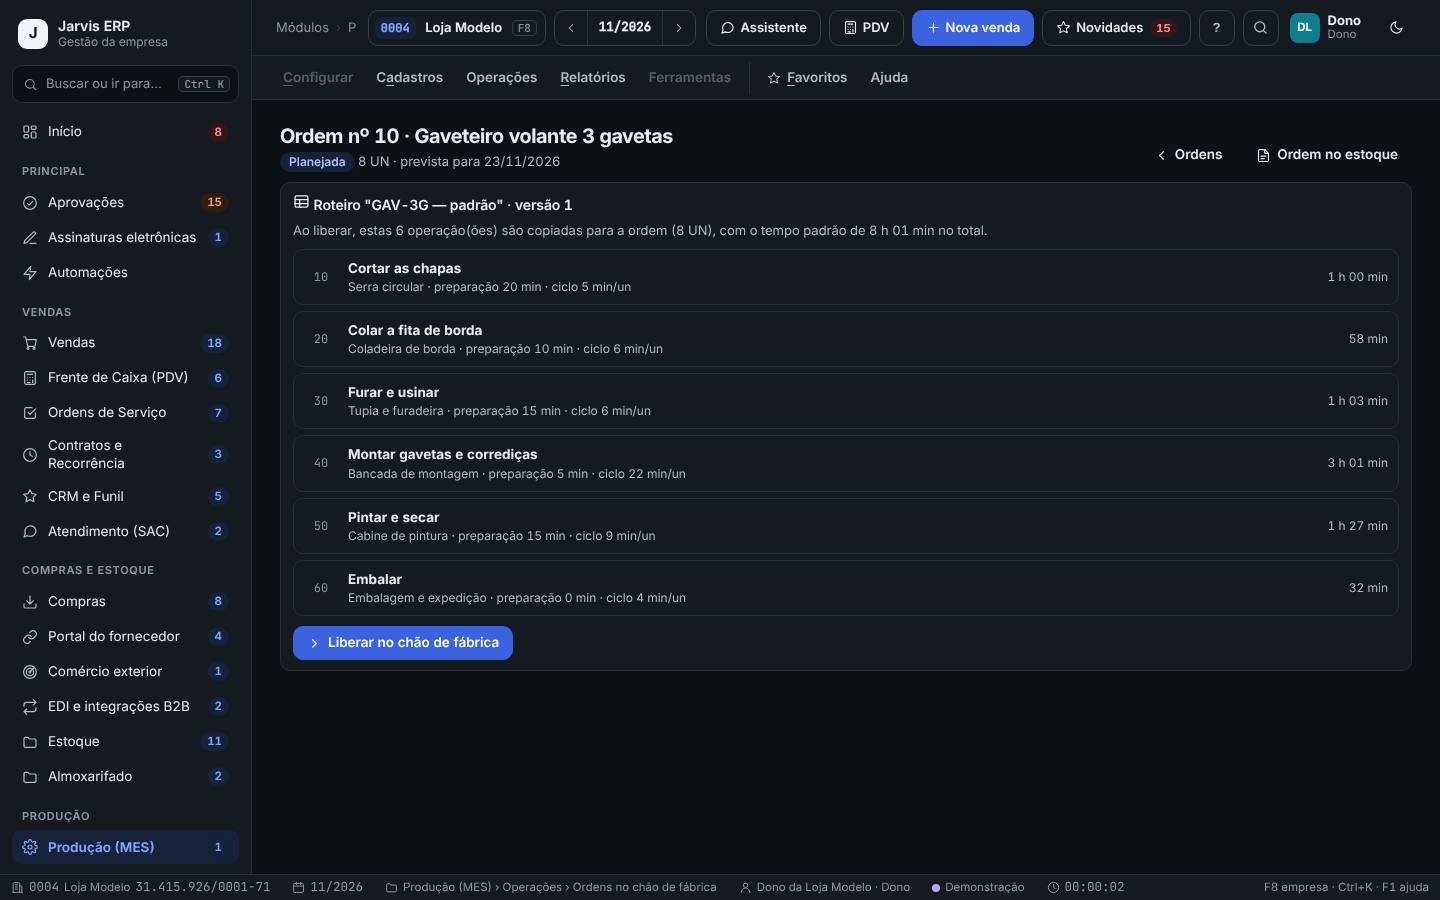 J
Jarvis ERP
Gestão da empresa
Buscar ou ir para... Ctrl K
Início 8
PRINCIPAL
Aprovações 15
Assinaturas eletrônicas 1
Automações
VENDAS
Vendas 18
Frente de Caixa (PDV) 6
Ordens de Serviço 7
Contratos e Recorrência 3
CRM e Funil 5
Atendimento (SAC) 2
COMPRAS E ESTOQUE
Compras 8
Portal do fornecedor 4
Comércio exterior 1
EDI e integrações B2B 2
Estoque 11
Almoxarifado 2
PRODUÇÃO
Produção (MES) 1
Módulos › P 0004 Loja Modelo F8 11/2026 Assistente PDV Nova venda Novidades 15 ? DL Dono
Dono
Configurar Cadastros Operações Relatórios Ferramentas Favoritos Ajuda
Ordem nº 10 · Gaveteiro volante 3 gavetas
Planejada 8 UN · prevista para 23/11/2026
Ordens Ordem no estoque
Roteiro "GAV-3G — padrão" · versão 1
Ao liberar, estas 6 operação(ões) são copiadas para a ordem (8 UN), com o tempo padrão de 8 h 01 min no total.
10 Cortar as chapas 1 h 00 min
Serra circular · preparação 20 min · ciclo 5 min/un
20 Colar a fita de borda 58 min
Coladeira de borda · preparação 10 min · ciclo 6 min/un
30 Furar e usinar 1 h 03 min
Tupia e furadeira · preparação 15 min · ciclo 6 min/un
40 Montar gavetas e corrediças 3 h 01 min
Bancada de montagem · preparação 5 min · ciclo 22 min/un
50 Pintar e secar 1 h 27 min
Cabine de pintura · preparação 15 min · ciclo 9 min/un
60 Embalar 32 min
Embalagem e expedição · preparação 0 min · ciclo 4 min/un
Liberar no chão de fábrica
0004 Loja Modelo 31.415.926/0001-71 11/2026 Produção (MES) › Operações › Ordens no chão de fábrica Dono da Loja Modelo · Dono Demonstração 00:00:02 F8 empresa · Ctrl+K · F1 ajuda